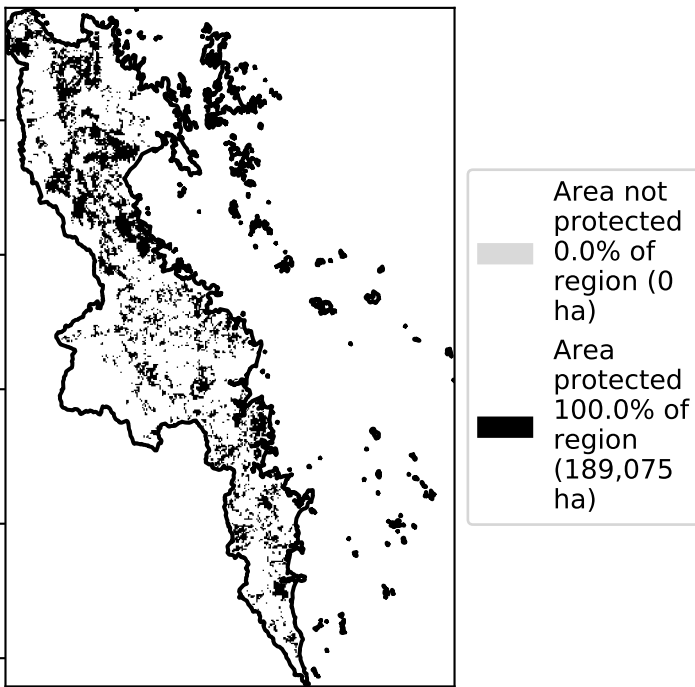 Area not
protected
0.0% of
region (0
ha)
Area
protected
100.0% of
region
(189,075
ha)